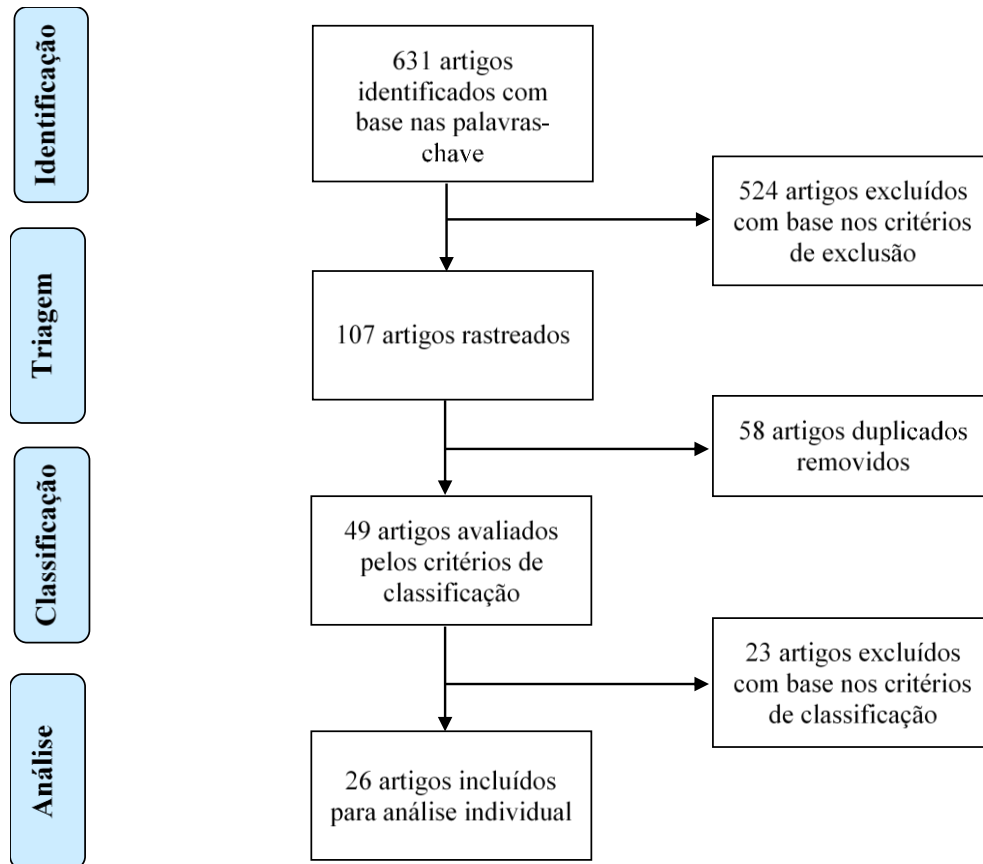 Identificação
631 artigos
identificados com
base nas palavras-
chave
524 artigos excluídos
com base nos critérios
de exclusão
Triagem
107 artigos rastreados
58 artigos duplicados
removidos
Classificação
49 artigos avaliados
pelos critérios de
classificação
23 artigos excluídos
com base nos critérios
de classificação
Análise
26 artigos incluídos
para análise individual